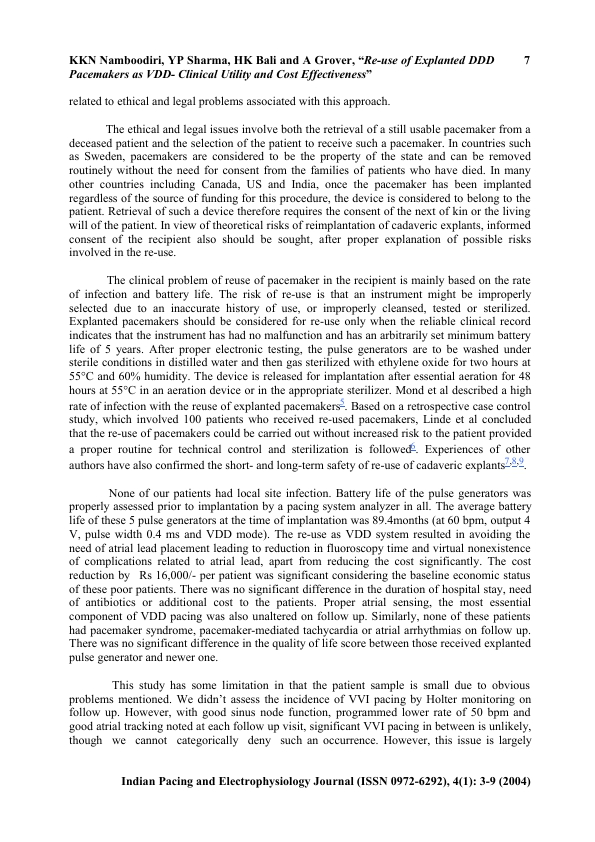 KKN Namboodiri, YP Sharma, HK Bali and A Grover, “Re-use of Explanted DDD 7
Pacemakers as VDD- Clinical Utility and Cost Effectiveness”
related to ethical and legal problems associated with this approach.
The ethical and legal issues involve both the retrieval of a still usable pacemaker from a
deceased patient and the selection of the patient to receive such a pacemaker. In countries such
as Sweden, pacemakers are considered to be the property of the state and can be removed
routinely without the need for consent from the families of patients who have died. In many
other countries including Canada, US and India, once the pacemaker has been implanted
regardless of the source of funding for this procedure, the device is considered to belong to the
patient. Retrieval of such a device therefore requires the consent of the next of kin or the living
will of the patient. In view of theoretical risks of reimplantation of cadaveric explants, informed
consent of the recipient also should be sought, after proper explanation of possible risks
involved in the re-use.
The clinical problem of reuse of pacemaker in the recipient is mainly based on the rate
of infection and battery life. The risk of re-use is that an instrument might be improperly
selected due to an inaccurate history of use, or improperly cleansed, tested or sterilized.
Explanted pacemakers should be considered for re-use only when the reliable clinical record
indicates that the instrument has had no malfunction and has an arbitrarily set minimum battery
life of 5 years. After proper electronic testing, the pulse generators are to be washed under
sterile conditions in distilled water and then gas sterilized with ethylene oxide for two hours at
55°C and 60% humidity. The device is released for implantation after essential aeration for 48
hours at 55°C in an aeration device or in the appropriate sterilizer. Mond et al described a high
rate of infection with the reuse of explanted pacemakers5. Based on a retrospective case control
study, which involved 100 patients who received re-used pacemakers, Linde et al concluded
that the re-use of pacemakers could be carried out without increased risk to the patient provided
a proper routine for technical control and sterilization is followed6. Experiences of other
authors have also confirmed the short- and long-term safety of re-use of cadaveric explants7,8,9.
None of our patients had local site infection. Battery life of the pulse generators was
properly assessed prior to implantation by a pacing system analyzer in all. The average battery
life of these 5 pulse generators at the time of implantation was 89.4months (at 60 bpm, output 4
V, pulse width 0.4 ms and VDD mode). The re-use as VDD system resulted in avoiding the
need of atrial lead placement leading to reduction in fluoroscopy time and virtual nonexistence
of complications related to atrial lead, apart from reducing the cost significantly. The cost
reduction by Rs 16,000/- per patient was significant considering the baseline economic status
of these poor patients. There was no significant difference in the duration of hospital stay, need
of antibiotics or additional cost to the patients. Proper atrial sensing, the most essential
component of VDD pacing was also unaltered on follow up. Similarly, none of these patients
had pacemaker syndrome, pacemaker-mediated tachycardia or atrial arrhythmias on follow up.
There was no significant difference in the quality of life score between those received explanted
pulse generator and newer one.
This study has some limitation in that the patient sample is small due to obvious
problems mentioned. We didn’t assess the incidence of VVI pacing by Holter monitoring on
follow up. However, with good sinus node function, programmed lower rate of 50 bpm and
good atrial tracking noted at each follow up visit, significant VVI pacing in between is unlikely,
though we cannot categorically deny such an occurrence. However, this issue is largely
Indian Pacing and Electrophysiology Journal (ISSN 0972-6292), 4(1): 3-9 (2004)